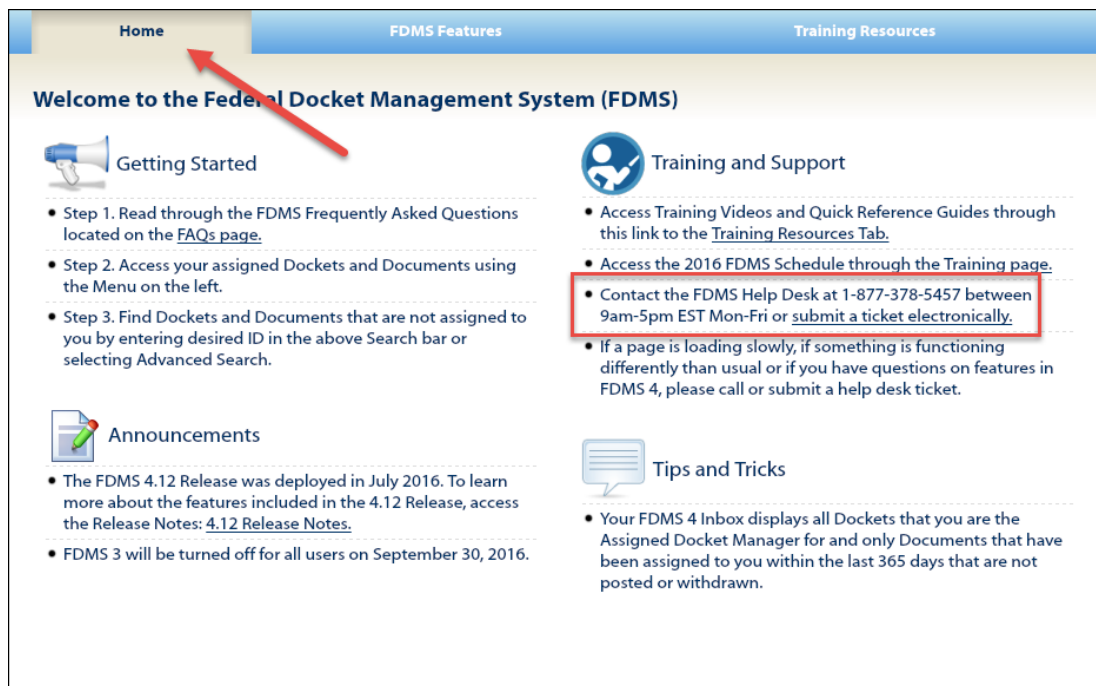 Home
FDMS Features
Training Resources
Welcome to the Federal Docket Management System (FDMS)
Getting Started
• Step 1. Read through the FDMS Frequently Asked Questions
located on the FAQs page.
• Step 2. Access your assigned Dockets and Documents using
the Menu on the left.
• Step 3. Find Dockets and Documents that are not assigned to
you by entering desired ID in the above Search bar or
selecting Advanced Search.
Announcements
• The FDMS 4.12 Release was deployed in July 2016. To learn
more about the features included in the 4.12 Release, access
the Release Notes: 4.12 Release Notes.
• FDMS 3 will be turned off for all users on September 30, 2016.
Training and Support
• Access Training Videos and Quick Reference Guides through
this link to the Training Resources Tab.
• Access the 2016 FDMS Schedule through the Training page.
• Contact the FDMS Help Desk at 1-877-378-5457 between
9am-5pm EST Mon-Fri or submit a ticket electronically.
• If a page is loading slowly, if something is functioning
differently than usual or if you have questions on features in
FDMS 4, please call or submit a help desk ticket.
Tips and Tricks
• Your FDMS 4 Inbox displays all Dockets that you are the
Assigned Docket Manager for and only Documents that have
been assigned to you within the last 365 days that are not
posted or withdrawn.